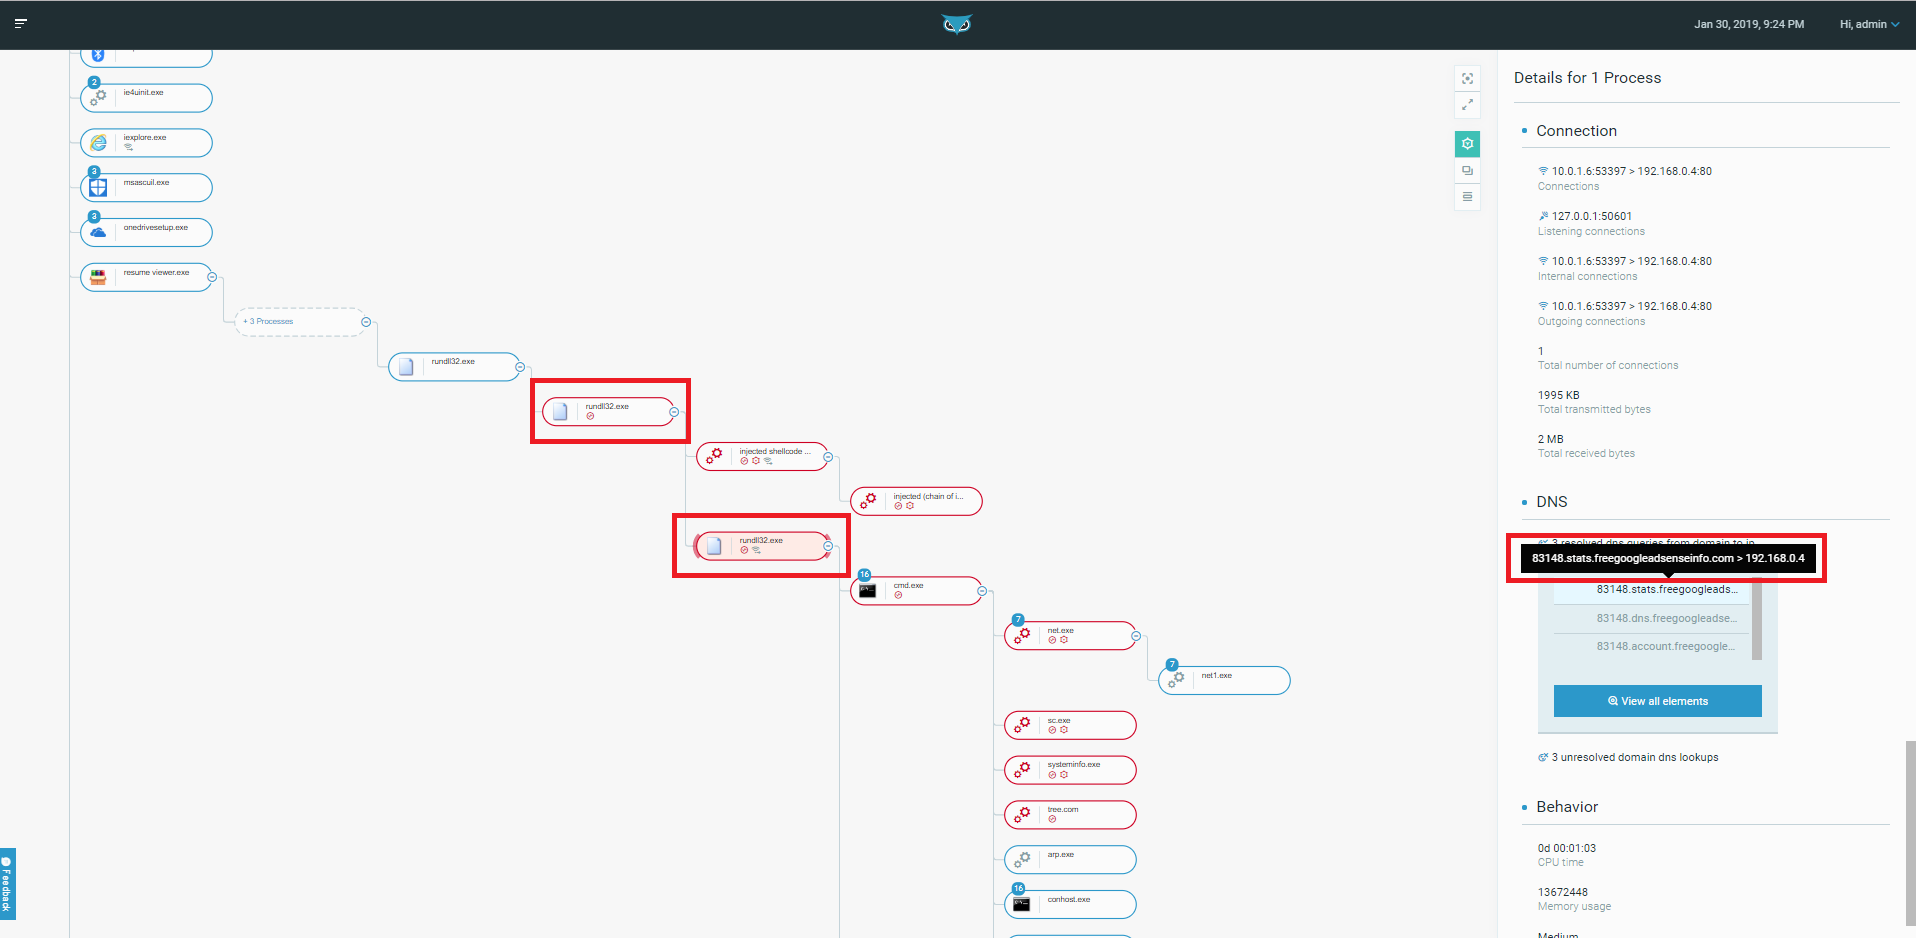 Jan 30, 2019, 9:24 PM
Hi, admin
2
ie4uinit.exe
iexplore.exe
3
msascuil.exe
3
onedrivesetup.exe
resume viewer.exe
+ 3 Processes
rundll32.exe
rundll32.exe
injected shellcode ...
injected (chain of i...
rundll32.exe
16
cmd.exe
7
net.exe
7
net1.exe
sc.exe
systeminfo.exe
tree.com
arp.exe
16
conhost.exe
Feedback
Details for 1 Process
Connection
10.0.1.6:53397 > 192.168.0.4:80
Connections
127.0.0.1:50601
Listening connections
10.0.1.6:53397 > 192.168.0.4:80
Internal connections
10.0.1.6:53397 > 192.168.0.4:80
Outgoing connections
1
Total number of connections
1995 KB
Total transmitted bytes
2 MB
Total received bytes
DNS
3 resolved dns queries from domain to ip
83148.stats.freegoogleadsenseinfo.com > 192.168.0.4
83148.stats.freegoogleads...
83148.dns.freegoogleadse...
83148.account.freegoogle...
View all elements
3 unresolved domain dns lookups
Behavior
0d 00:01:03
CPU time
13672448
Memory usage
Medium